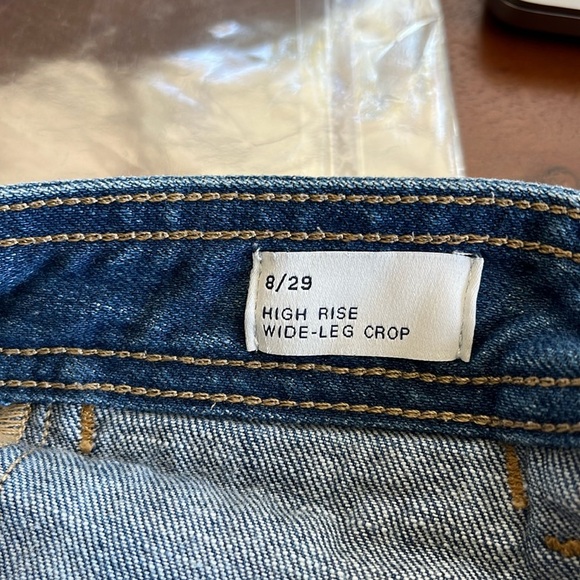 8/29
HIGH RISE
WIDE-LEG CROP